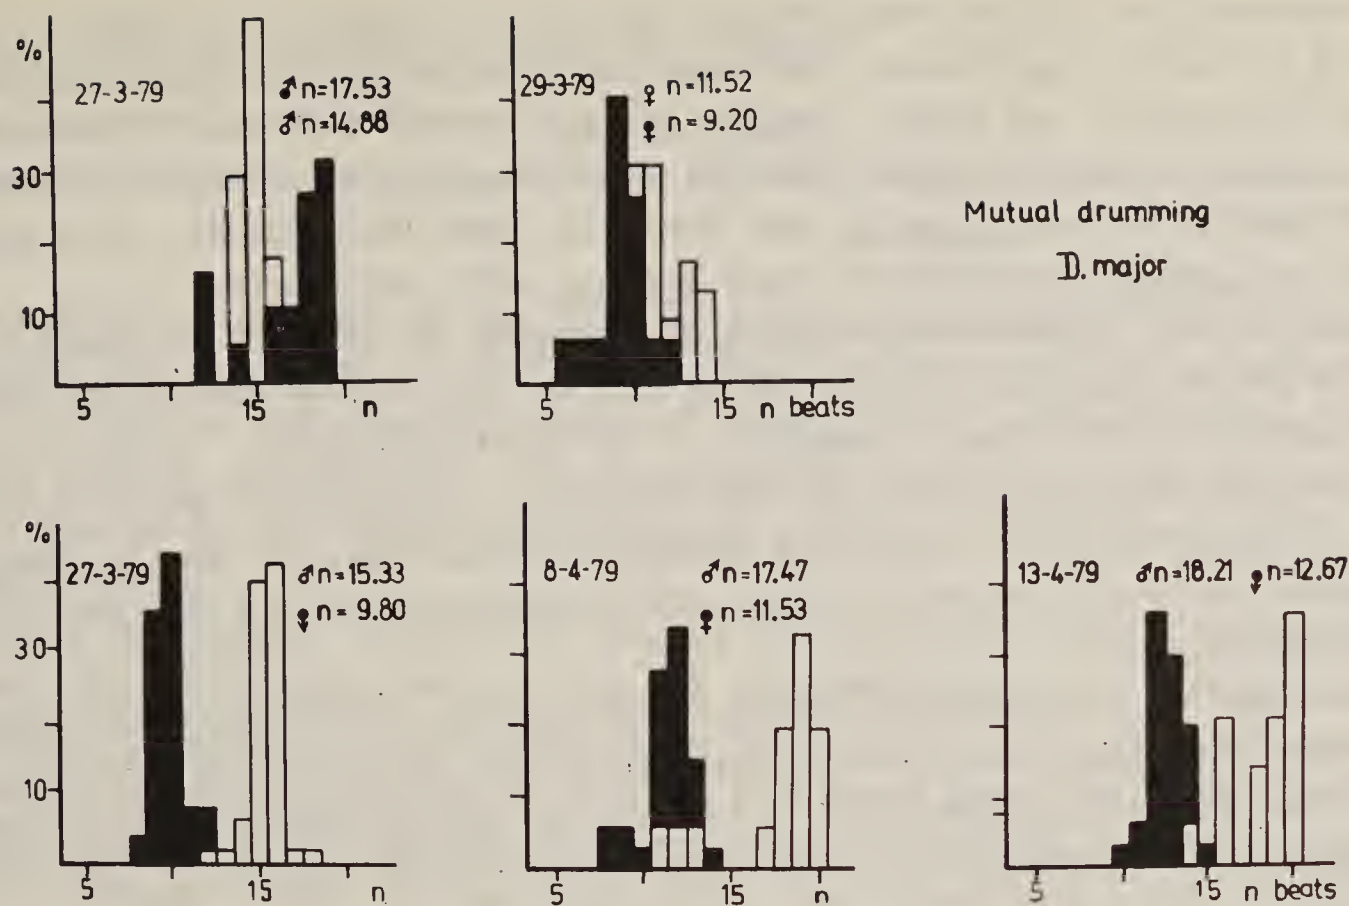 %
27-3-79
♂ n=17.53
♂ n=14.88
30
10
5 15 n
29-3-79
♀ n=11.52
♀ n=9.20
5 15 n beats
Mutual drumming
D. major
%
27-3-79
♂ n=15.33
♀ n= 9.80
30
10
5 15 n
8-4-79
♂ n=17.47
♀ n=11.53
5 15 n
13-4-79 ♂ n=18.21 ♀ n=12.67
5 15 n beats